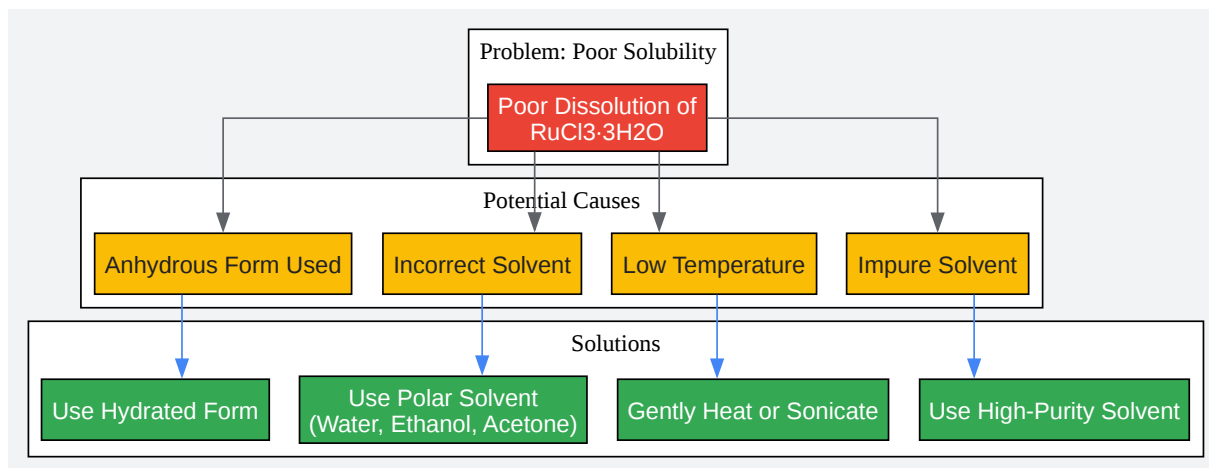 Problem: Poor Solubility
Poor Dissolution of
RuCl3·3H2O
Potential Causes
Anhydrous Form Used
Incorrect Solvent
Low Temperature
Impure Solvent
Solutions
Use Hydrated Form
Use Polar Solvent
(Water, Ethanol, Acetone)
Gently Heat or Sonicate
Use High-Purity Solvent